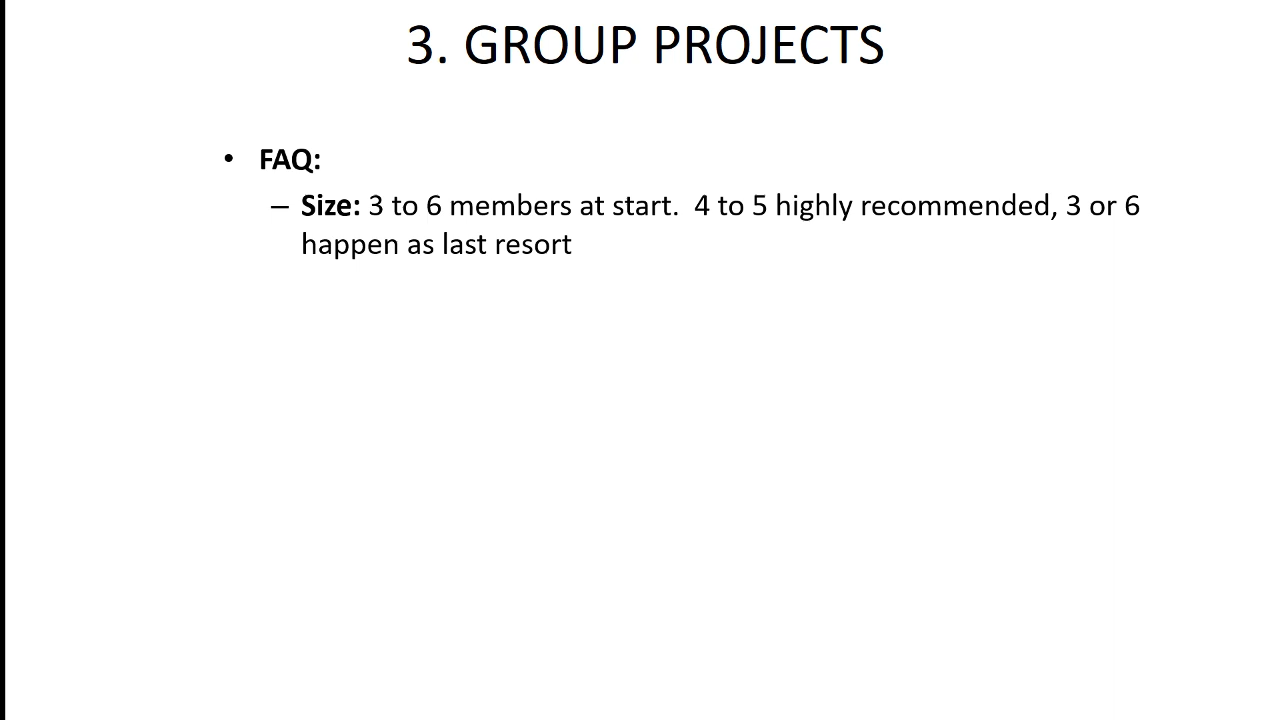 3. GROUP PROJECTS
• FAQ:
– Size: 3 to 6 members at start.  4 to 5 highly recommended, 3 or 6
happen as last resort